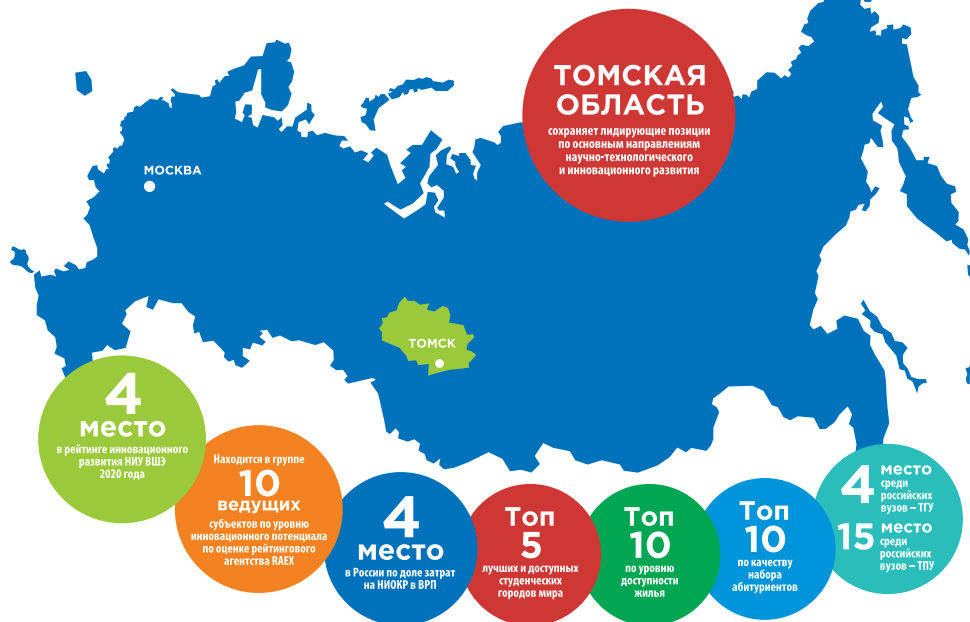 ТОМСКАЯ
ОБЛАСТЬ
сохраняет лидирующие позиции
по основным направлениям
научно-технологического
и инновационного развития
МОСКВА
ТОМСК
4
место
в рейтинге инновационного
развития НИУ ВШЭ
2020 года
Находится в группе
10
ведущих
субъектов по уровню
инновационного потенциала
по оценке рейтингового
агентства RAEX
4
место
в России по доле затрат
на НИОКР в ВРП
Топ
5
лучших и доступных
студенческих
городов мира
Топ
10
по уровню
доступности
жилья
Топ
10
по качеству
набора
абитуриентов
4 место
среди
российских
вузов – ТГУ
15 место
среди
российских
вузов – ТПУ